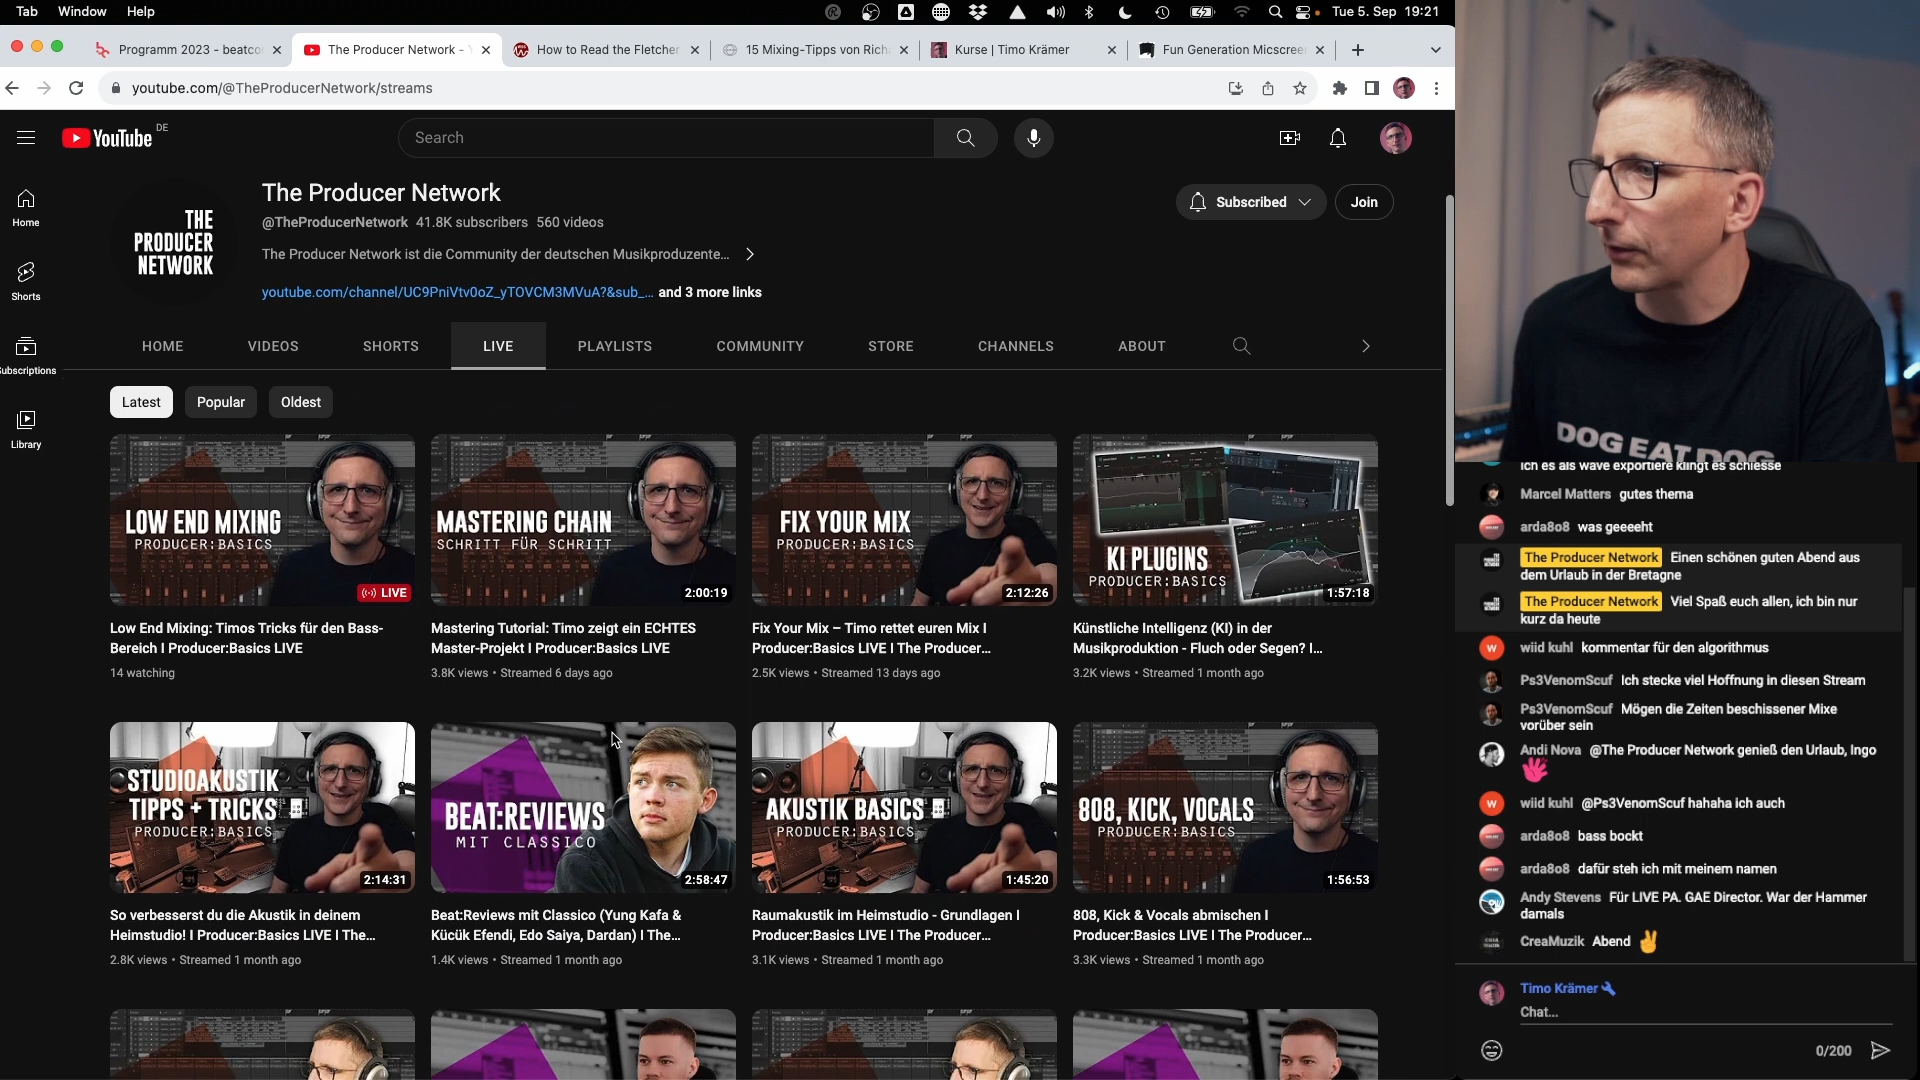 Tab Window Help
Tue 5. Sep 19:21
Programm 2023 - beatco
The Producer Network - Y
How to Read the Fletcher
15 Mixing-Tipps von Rich
Kurse | Timo Krämer
Fun Generation Micscree
youtube.com/@TheProducerNetwork/streams
YouTube DE
Search
Home
Shorts
Subscriptions
Library
THE
PRODUCER
NETWORK
The Producer Network
@TheProducerNetwork 41.8K subscribers 560 videos
The Producer Network ist die Community der deutschen Musikproduzente...
youtube.com/channel/UC9PniVtv0oZ_yTOVCM3MVuA?&sub_... and 3 more links
Subscribed
Join
HOME VIDEOS SHORTS LIVE PLAYLISTS COMMUNITY STORE CHANNELS ABOUT
Latest Popular Oldest
LOW END MIXING
PRODUCER:BASICS
LIVE
Low End Mixing: Timos Tricks für den Bass-
Bereich I Producer:Basics LIVE
14 watching
MASTERING CHAIN
SCHRITT FÜR SCHRITT
2:00:19
Mastering Tutorial: Timo zeigt ein ECHTES
Master-Projekt I Producer:Basics LIVE
3.8K views • Streamed 6 days ago
FIX YOUR MIX
PRODUCER:BASICS
2:12:26
Fix Your Mix – Timo rettet euren Mix I
Producer:Basics LIVE I The Producer...
2.5K views • Streamed 13 days ago
KI PLUGINS
PRODUCER:BASICS
1:57:18
Künstliche Intelligenz (KI) in der
Musikproduktion - Fluch oder Segen? I...
3.2K views • Streamed 1 month ago
STUDIOAKUSTIK
TIPPS + TRICKS
PRODUCER:BASICS
2:14:31
So verbesserst du die Akustik in deinem
Heimstudio! I Producer:Basics LIVE I The...
2.8K views • Streamed 1 month ago
BEAT:REVIEWS
MIT CLASSICO
2:58:47
Beat:Reviews mit Classico (Yung Kafa &
Kücük Efendi, Edo Saiya, Dardan) I The...
1.4K views • Streamed 1 month ago
AKUSTIK BASICS
PRODUCER:BASICS
1:45:20
Raumakustik im Heimstudio - Grundlagen I
Producer:Basics LIVE I The Producer...
3.1K views • Streamed 1 month ago
808, KICK, VOCALS
PRODUCER:BASICS
1:56:53
808, Kick & Vocals abmischen I
Producer:Basics LIVE I The Producer...
3.3K views • Streamed 1 month ago
DOG EAT DOG
ich es als wave exportiere klingt es schiesse
Marcel Matters gutes thema
arda8o8 was geeeeht
The Producer Network Einen schönen guten Abend aus
dem Urlaub in der Bretagne
The Producer Network Viel Spaß euch allen, ich bin nur
kurz da heute
wiid kuhl kommentar für den algorithmus
Ps3VenomScuf Ich stecke viel Hoffnung in diesen Stream
Ps3VenomScuf Mögen die Zeiten beschissener Mixe
vorüber sein
Andi Nova @The Producer Network genieß den Urlaub, Ingo
wiid kuhl @Ps3VenomScuf hahaha ich auch
arda8o8 bass bockt
arda8o8 dafür steh ich mit meinem namen
Andy Stevens Für LIVE PA. GAE Director. War der Hammer
damals
CreaMuzik Abend
Timo Krämer
Chat...
0/200